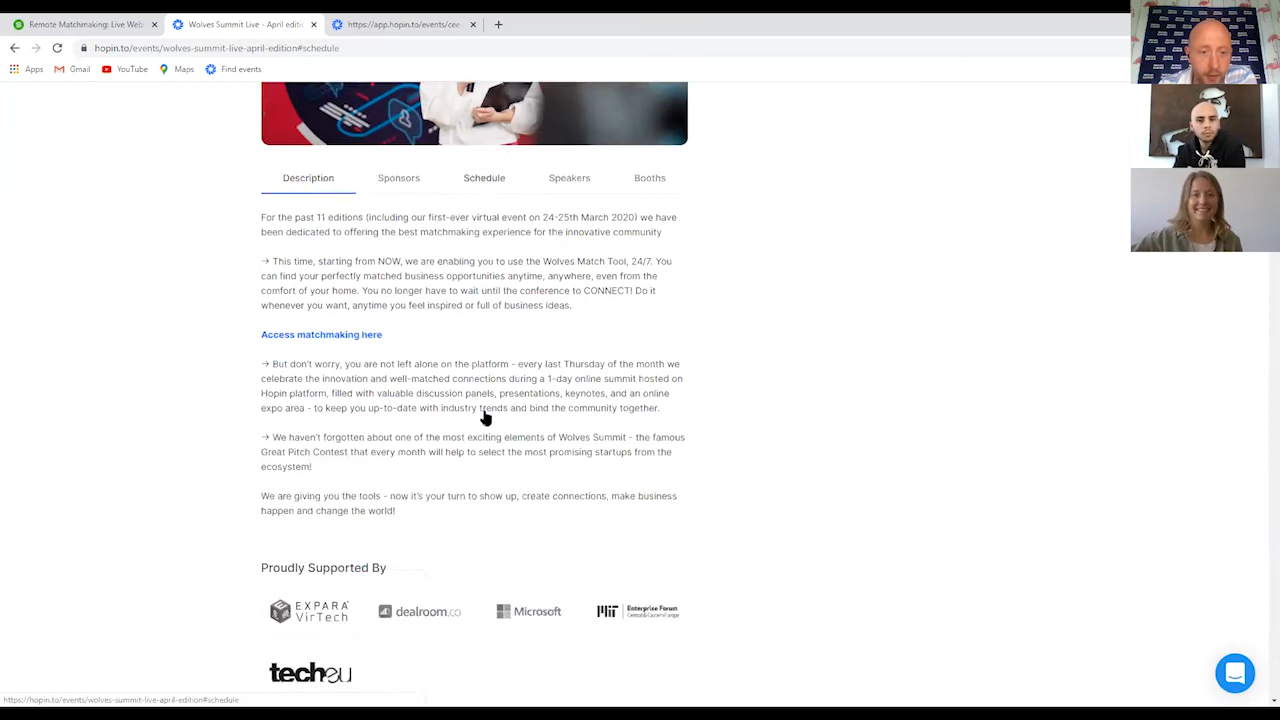 Remote Matchmaking: Live Web
Wolves Summit Live - April editi
https://app.hopin.to/events/cee
hopin.to/events/wolves-summit-live-april-edition#schedule
Apps
Gmail
YouTube
Maps
Find events
Description
Sponsors
Schedule
Speakers
Booths
For the past 11 editions (including our first-ever virtual event on 24-25th March 2020) we have
been dedicated to offering the best matchmaking experience for the innovative community
→ This time, starting from NOW, we are enabling you to use the Wolves Match Tool, 24/7. You
can find your perfectly matched business opportunities anytime, anywhere, even from the
comfort of your home. You no longer have to wait until the conference to CONNECT! Do it
whenever you want, anytime you feel inspired or full of business ideas.
Access matchmaking here
→ But don't worry, you are not left alone on the platform - every last Thursday of the month we
celebrate the innovation and well-matched connections during a 1-day online summit hosted on
Hopin platform, filled with valuable discussion panels, presentations, keynotes, and an online
expo area - to keep you up-to-date with industry trends and bind the community together.
→ We haven't forgotten about one of the most exciting elements of Wolves Summit - the famous
Great Pitch Contest that every month will help to select the most promising startups from the
ecosystem!
We are giving you the tools - now it's your turn to show up, create connections, make business
happen and change the world!
Proudly Supported By
EXPARA
VirTech
dealroom.co
Microsoft
MIT
Enterprise Forum
Central & Eastern Europe
tech.eu
https://hopin.to/events/wolves-summit-live-april-edition#schedule